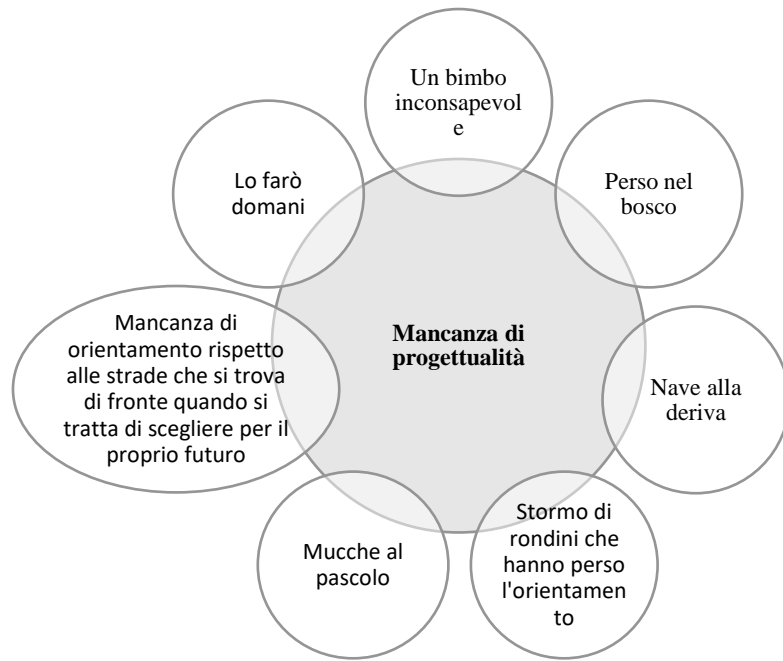 Un bimbo
inconsapevol
e
Lo farò
domani
Perso nel
bosco
Mancanza di
orientamento rispetto
alle strade che si trova
di fronte quando si
tratta di scegliere per il
proprio futuro
Mancanza di
progettualità
Nave alla
deriva
Mucche al
pascolo
Stormo di
rondini che
hanno perso
l'orientamen
to